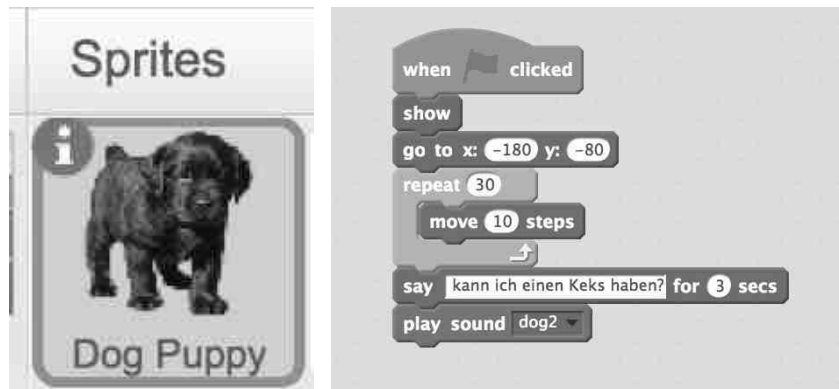 Sprites
Dog Puppy
when clicked
show
go to x: -180 y: -80
repeat 30
move 10 steps
say kann ich einen Keks haben? for 3 secs
play sound dog2